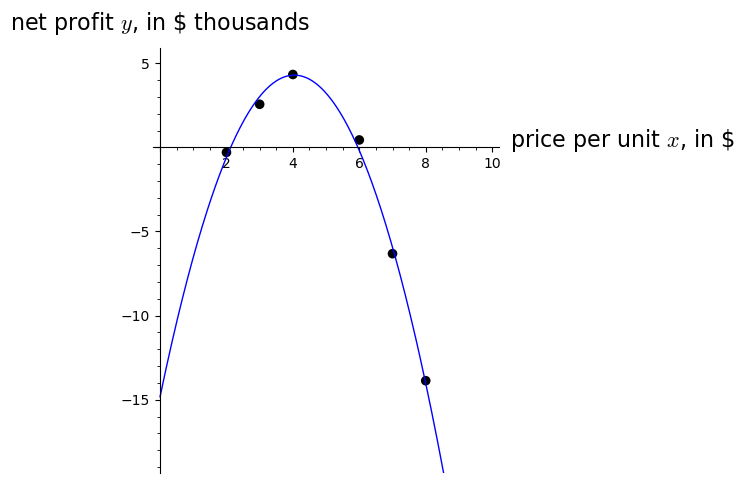 net profit y, in $ thousands
5
price per unit x, in $
2 4 6 8 10
−5
−10
−15